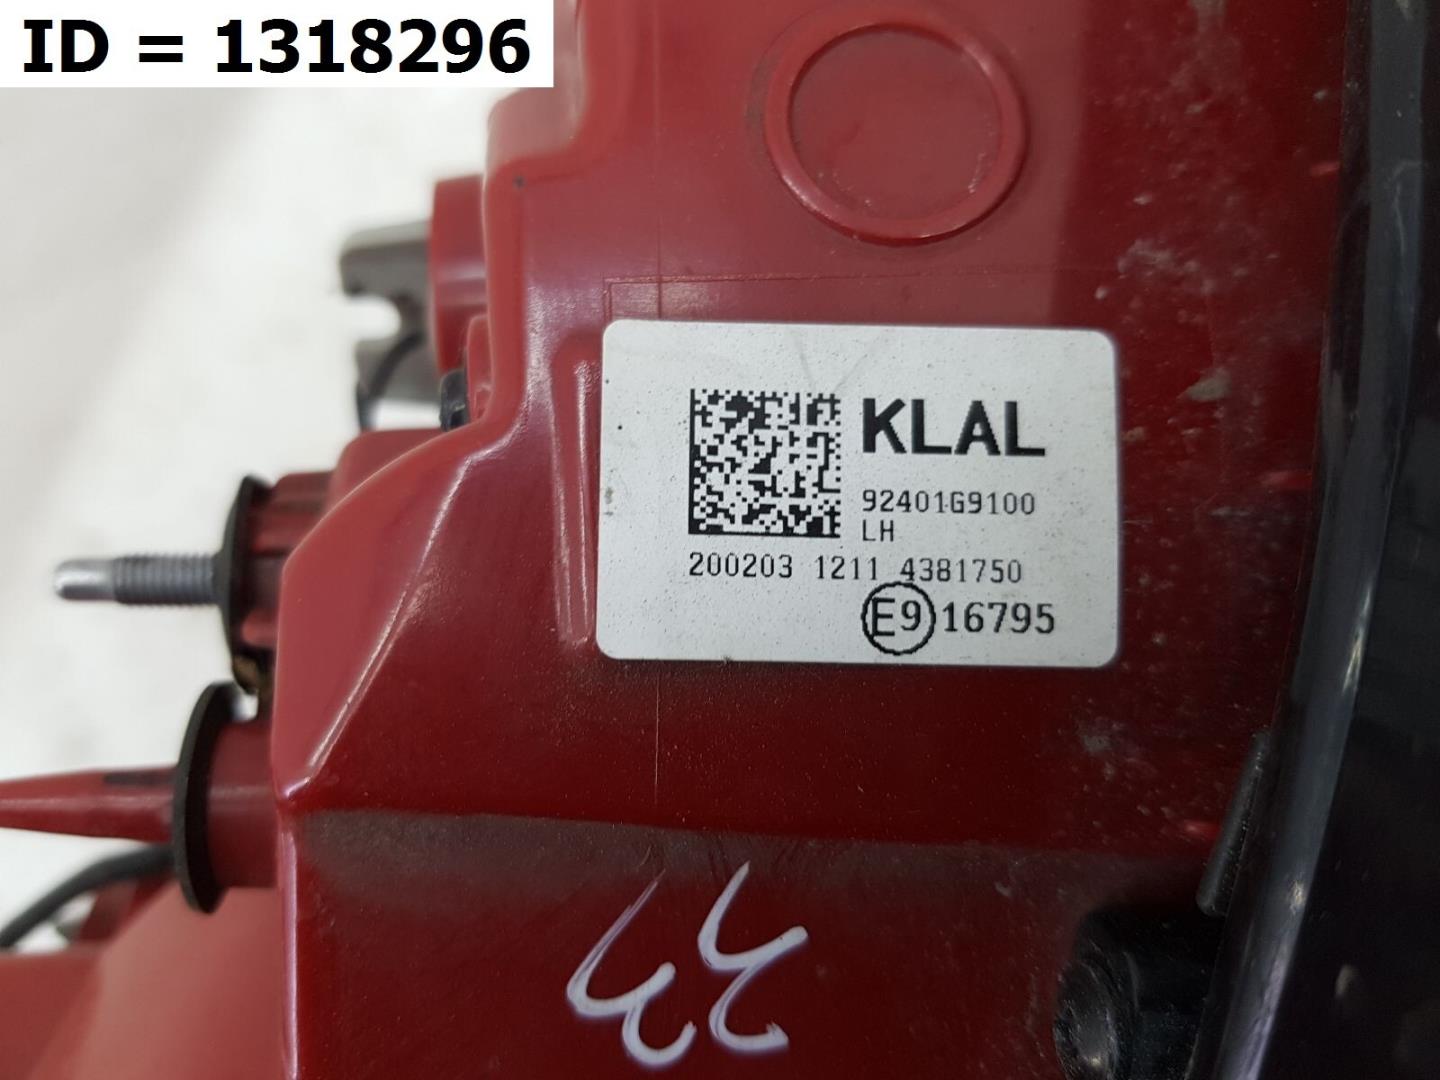 ID = 1318296
KLAL
92401G9100
LH
200203 1211 4381750
E9 16795